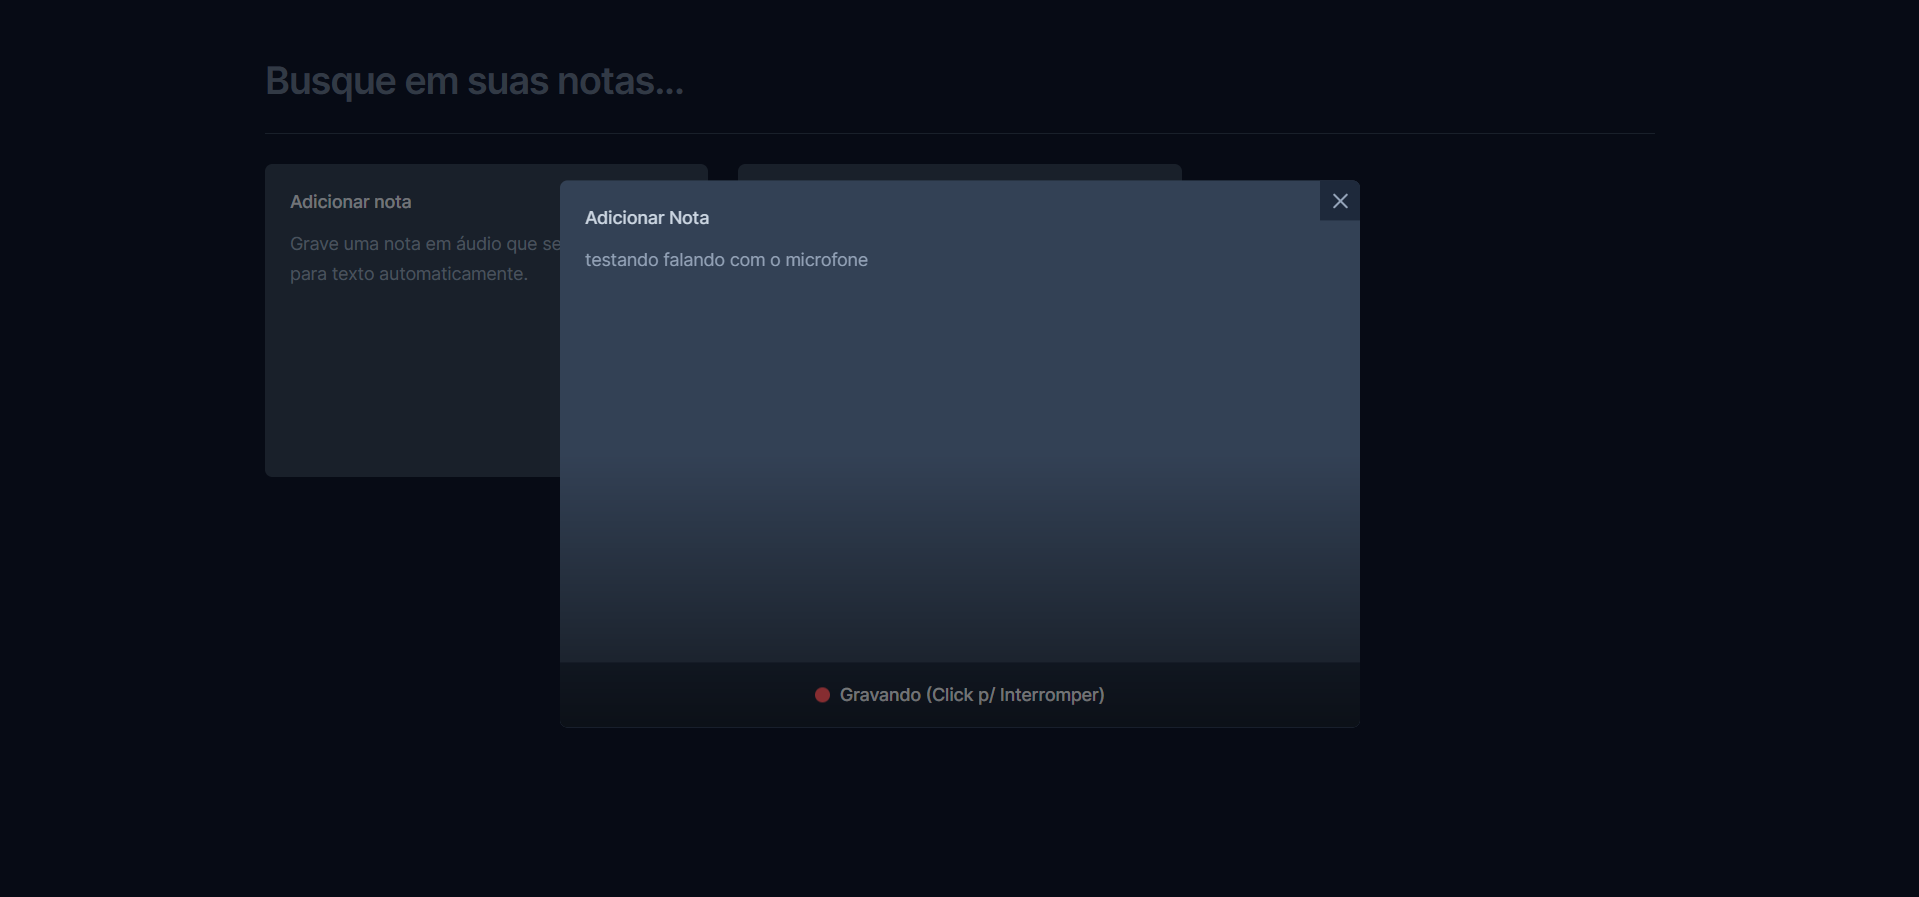 Busque em suas notas...
Adicionar nota
Grave uma nota em áudio que se
para texto automaticamente.
Adicionar Nota
testando falando com o microfone
Gravando (Click p/ Interromper)